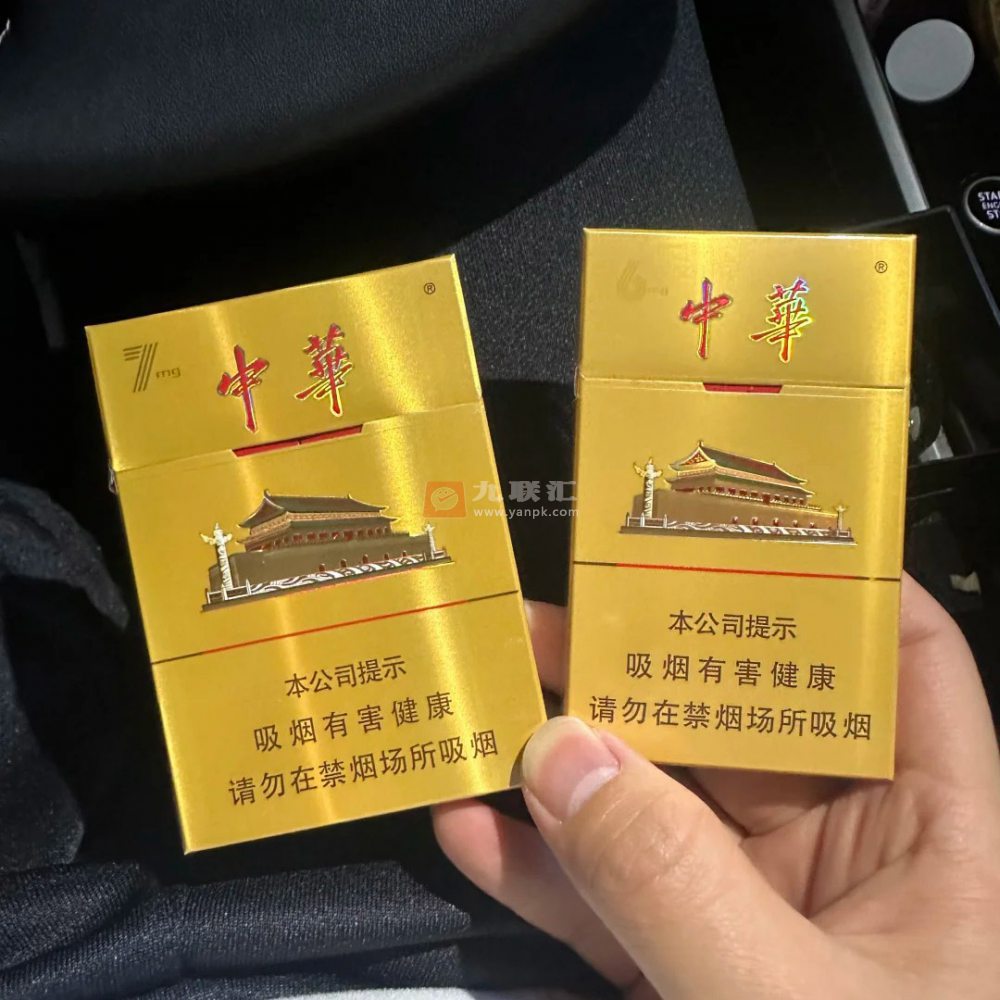 7mg
中華
®
本公司提示
吸烟有害健康
请勿在禁烟场所吸烟
6mg
中華
®
本公司提示
吸烟有害健康
请勿在禁烟场所吸烟
九联汇
www.yanpk.com